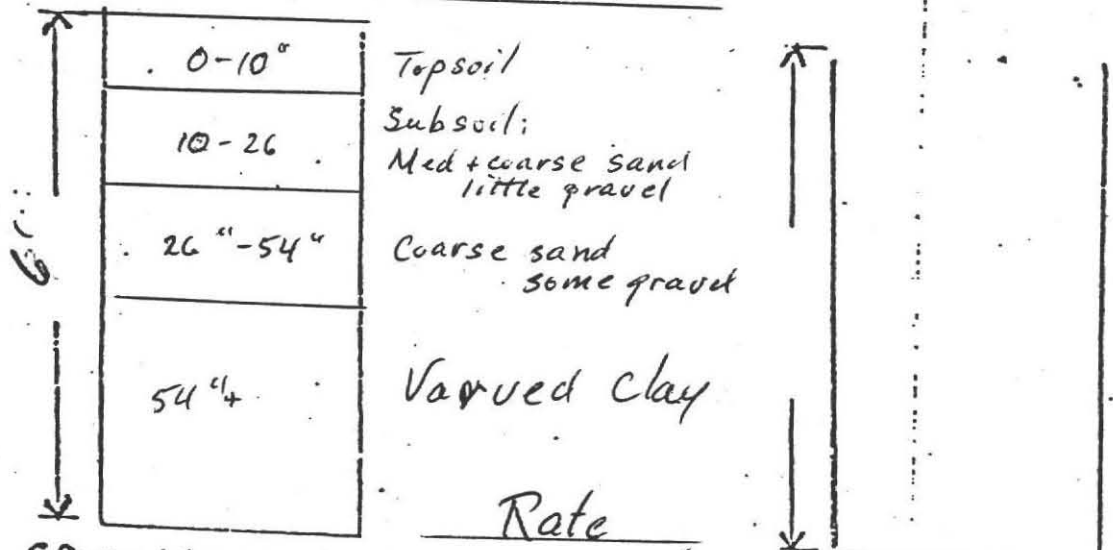 0-10"
Topsoil
10-26
Subsoil:
Med + coarse sand
little gravel
26"-54"
Coarse sand
some gravel
54"+
Varved Clay
Rate